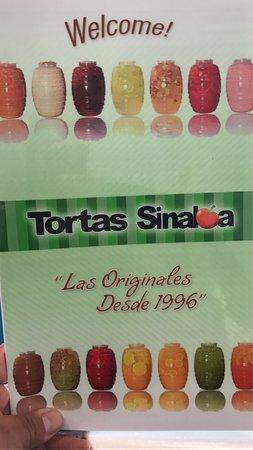 Welcome!
Tortas Sinaloa
"Las Originales
Desde 1996"